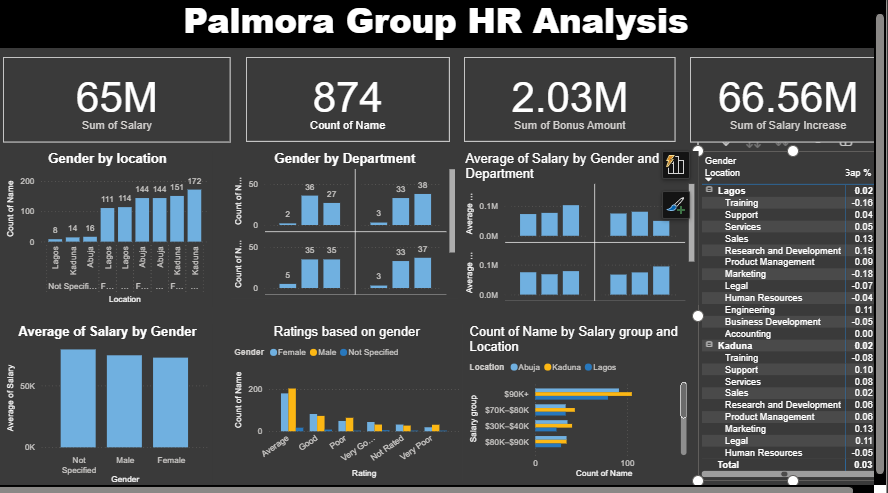 Palmora Group HR Analysis
65M
Sum of Salary
874
Count of Name
2.03M
Sum of Bonus Amount
66.56M
Sum of Salary Increase
Gender by location
Count of Name
200
100
0
8
14
16
111
114
144
144
151
172
Lagos
Kaduna
Abuja
Lagos
Lagos
Abuja
Abuja
Kaduna
Kaduna
Not Specifi...
F...
...
F...
...
F...
...
Location
Gender by Department
Count of N...
50
0
2
36
27
3
33
38
Count of N...
50
0
5
35
35
3
33
37
Average of Salary by Gender and
Department
Average ...
0.1M
0.0M
Average ...
0.1M
0.0M
Gender
Location
Gap %
Lagos 0.02
Training -0.16
Support 0.04
Services 0.05
Sales 0.13
Research and Development 0.15
Product Management 0.09
Marketing -0.18
Legal -0.07
Human Resources -0.04
Engineering 0.11
Business Development -0.05
Accounting 0.00
Kaduna 0.02
Training -0.08
Support 0.10
Services 0.08
Sales 0.02
Research and Development 0.06
Product Management 0.06
Marketing 0.13
Legal 0.11
Human Resources -0.05
Total 0.03
Average of Salary by Gender
Average of Salary
50K
0K
Not
Specified
Male
Female
Gender
Ratings based on gender
Gender Female Male Not Specified
Count of Name
200
0
Average
Good
Poor
Very Go...
Not Rated
Very Poor
Rating
Count of Name by Salary group and
Location
Location Abuja Kaduna Lagos
Salary group
$90K+
$70K–$80K
$30K–$40K
$80K–$90K
0
100
Count of Name